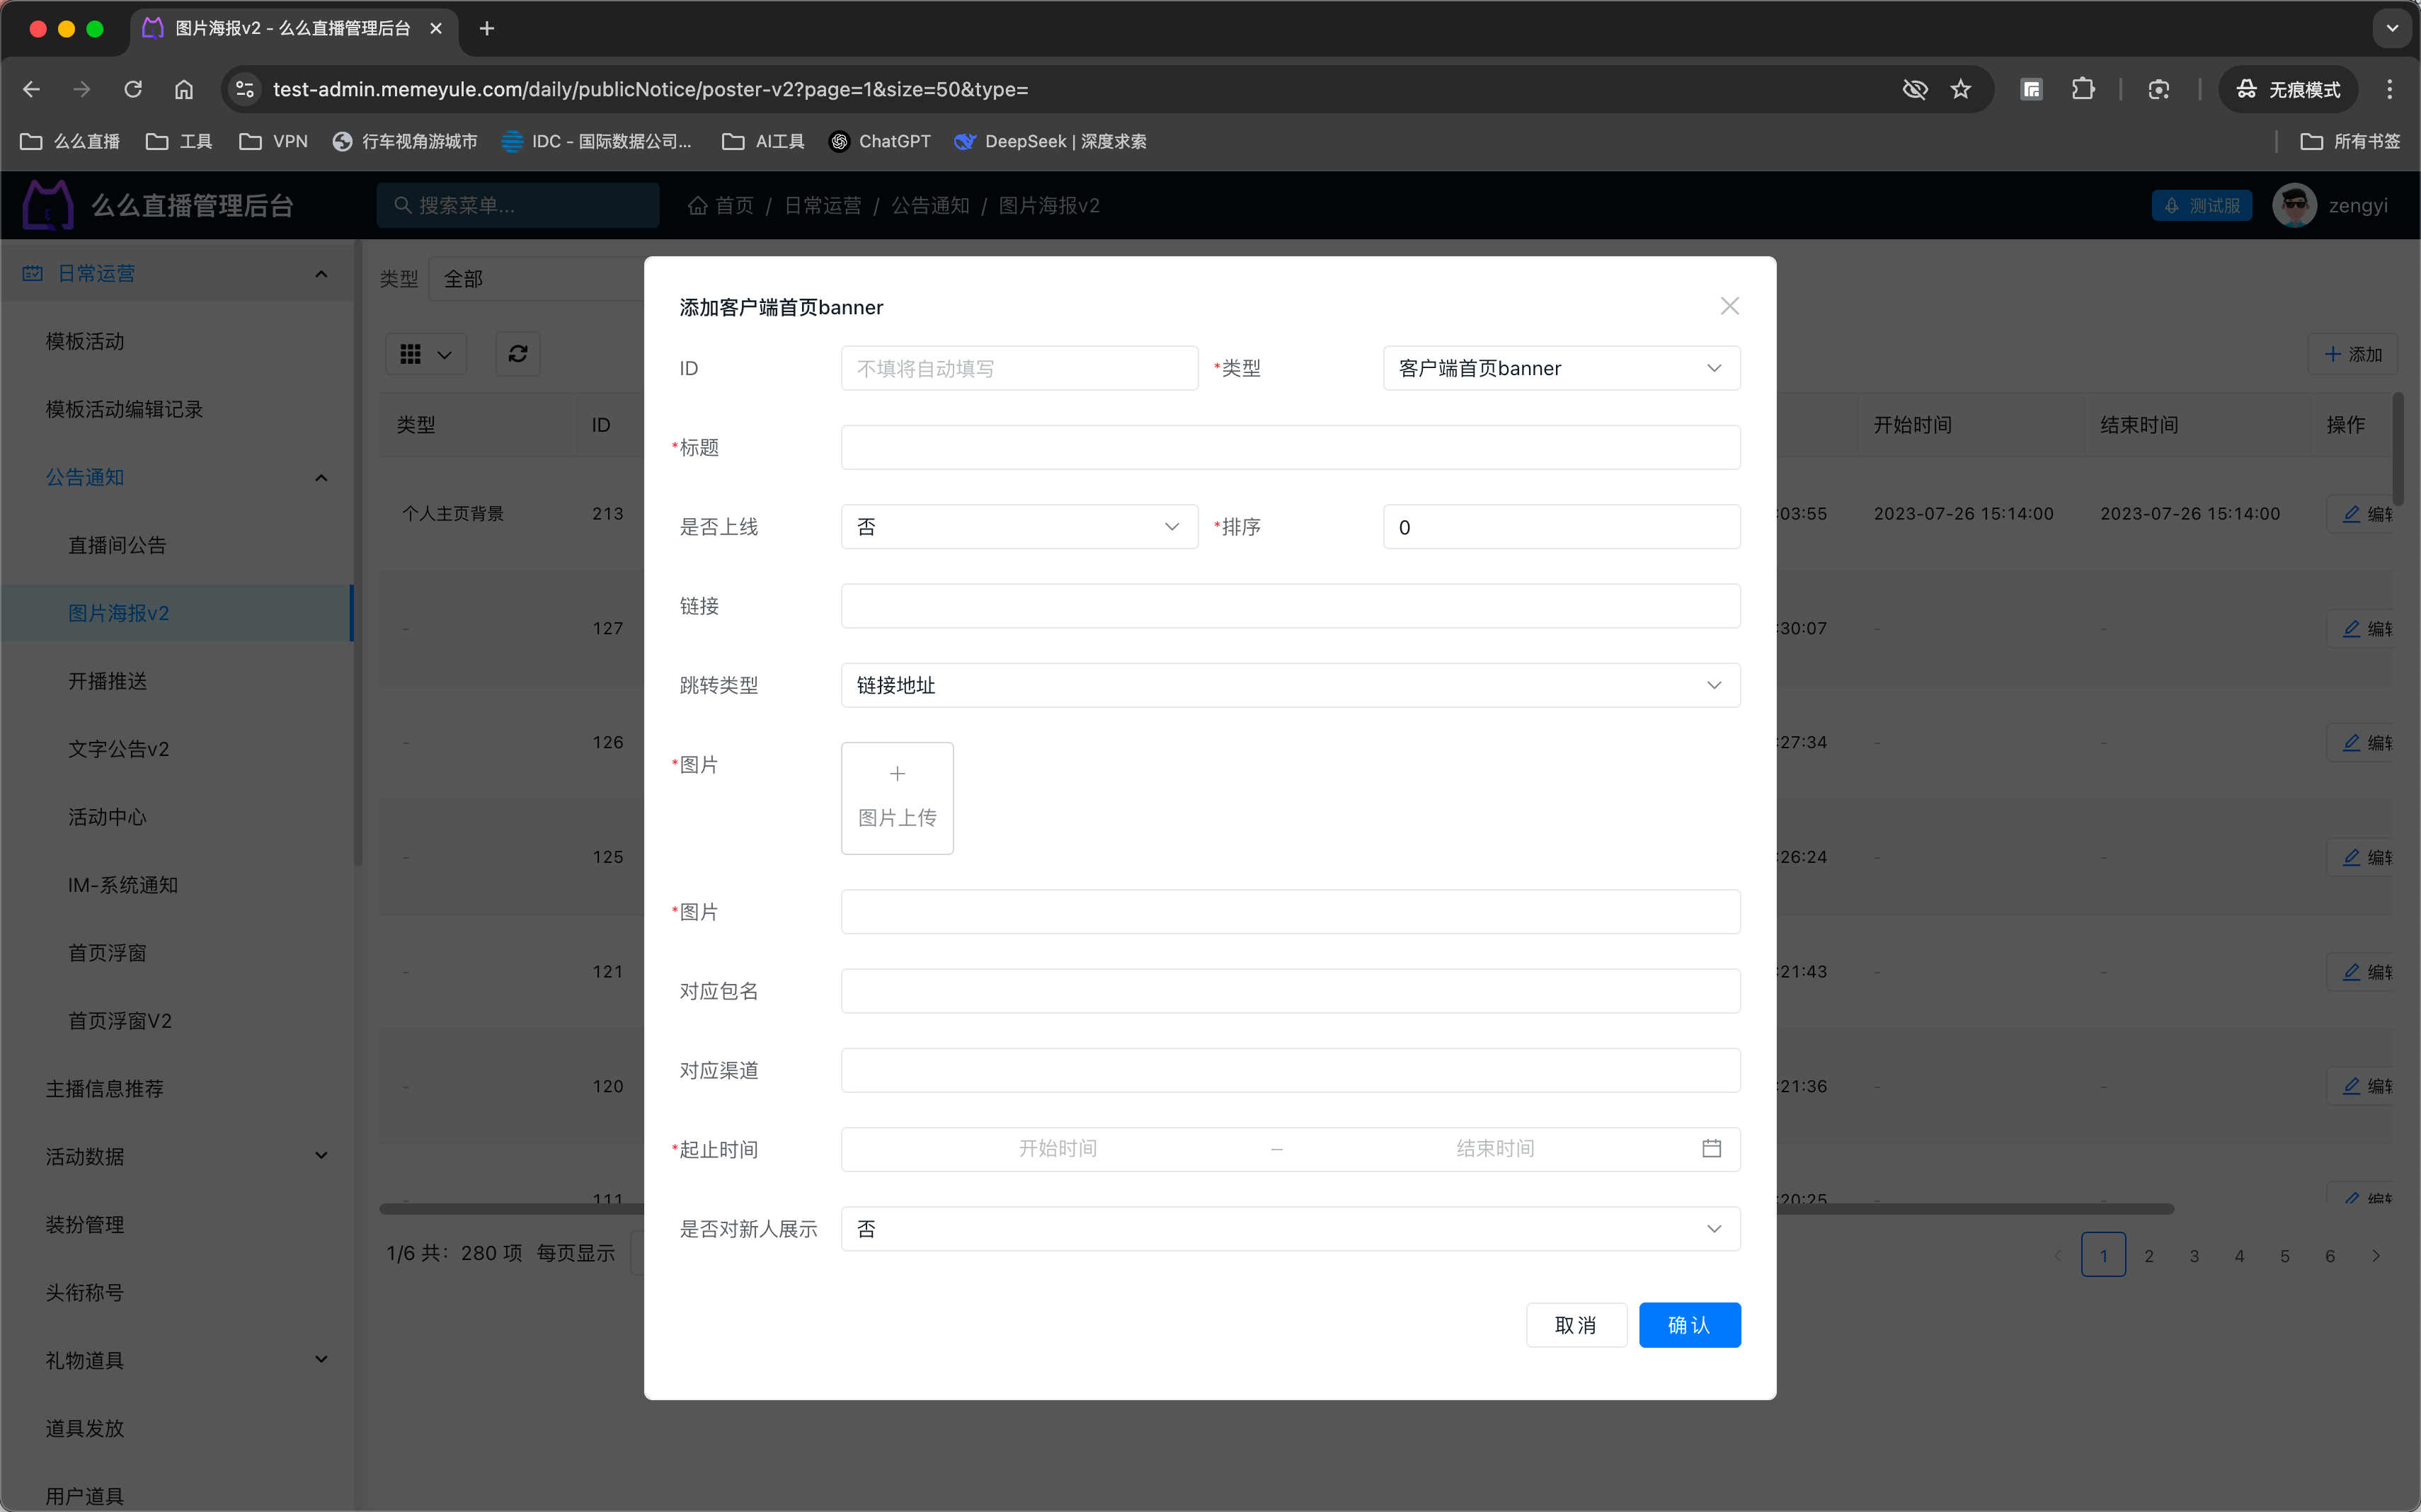 图片海报v2 - 么么直播管理后台
test-admin.memeyule.com/daily/publicNotice/poster-v2?page=1&size=50&type=
无痕模式
么么直播
工具
VPN
行车视角游城市
IDC - 国际数据公司...
AI工具
ChatGPT
DeepSeek | 深度求索
所有书签
么么直播管理后台
搜索菜单...
首页 / 日常运营 / 公告通知 / 图片海报v2
测试服
zengyi
日常运营
模板活动
模板活动编辑记录
公告通知
直播间公告
图片海报v2
开播推送
文字公告v2
活动中心
IM-系统通知
首页浮窗
首页浮窗V2
主播信息推荐
活动数据
装扮管理
头衔称号
礼物道具
道具发放
用户道具
类型 全部
添加
类型 ID 开始时间 结束时间 操作
个人主页背景 213 :03:55 2023-07-26 15:14:00 2023-07-26 15:14:00 编辑
- 127 :30:07 - - 编辑
- 126 :27:34 - - 编辑
- 125 :26:24 - - 编辑
- 121 :21:43 - - 编辑
- 120 :21:36 - - 编辑
- 111 :20:25 - - 编辑
1/6 共: 280 项 每页显示
1 2 3 4 5 6
添加客户端首页banner
ID 不填将自动填写 *类型 客户端首页banner
*标题
是否上线 否 *排序 0
链接
跳转类型 链接地址
*图片
图片上传
*图片
对应包名
对应渠道
*起止时间 开始时间 – 结束时间
是否对新人展示 否
取消 确认